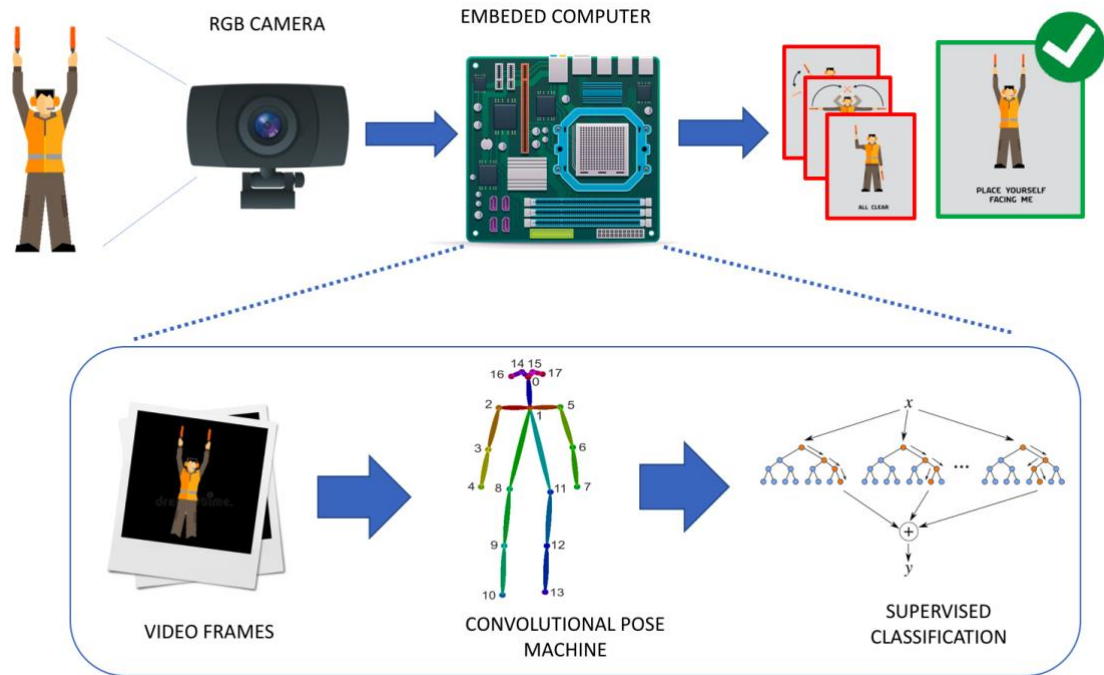 RGB CAMERA
EMBEDED COMPUTER
ALL CLEAR
PLACE YOURSELF
FACING ME
14 15
16 17
0
2 5
1
3 6
4 8 11 7
9 12
10 13
x
...
+
y
VIDEO FRAMES
CONVOLUTIONAL POSE
MACHINE
SUPERVISED
CLASSIFICATION